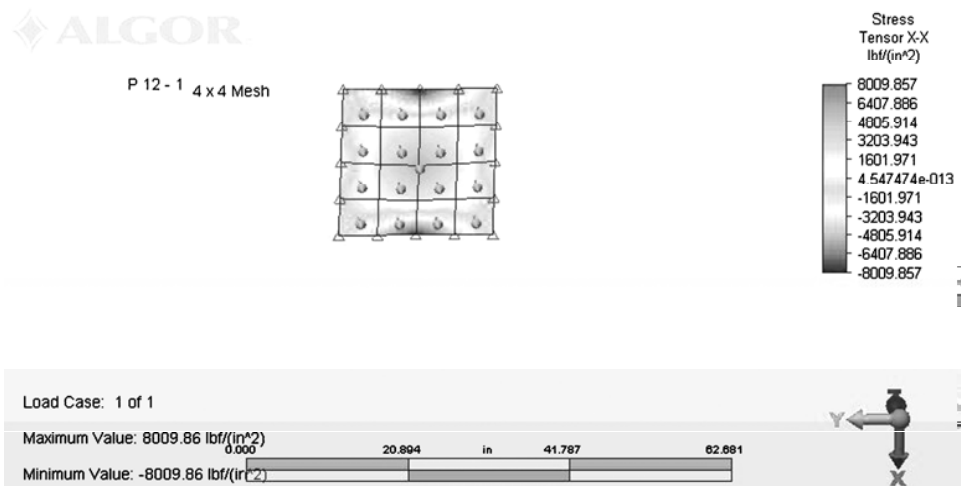 ALGOR
Stress
Tensor X-X
lbf/(in^2)
P 12 - 1 4 x 4 Mesh
8009.857
6407.886
4805.914
3203.943
1601.971
4.547474e-013
-1601.971
-3203.943
-4805.914
-6407.886
-8009.857
Load Case: 1 of 1
Maximum Value: 8009.86 lbf/(in^2)
0.000 20.894 in 41.787 62.681
Minimum Value: -8009.86 lbf/(in^2)
Y
Z
X